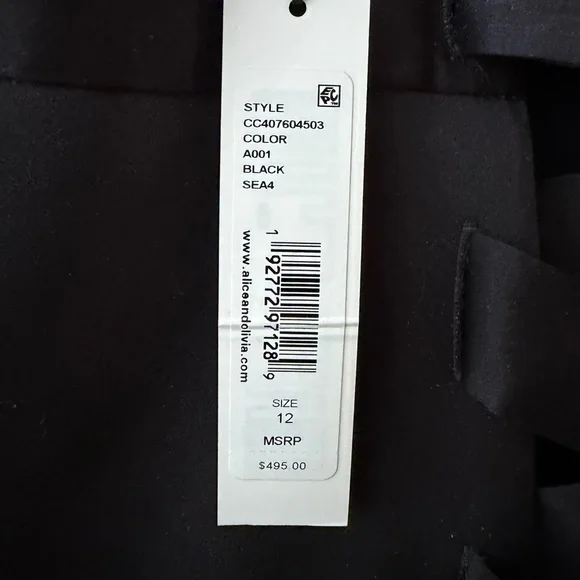 STYLE
CC407604503
COLOR
A001
BLACK
SEA4
www.aliceandolivia.com
1 92772 97128 9
SIZE
12
MSRP
$495.00